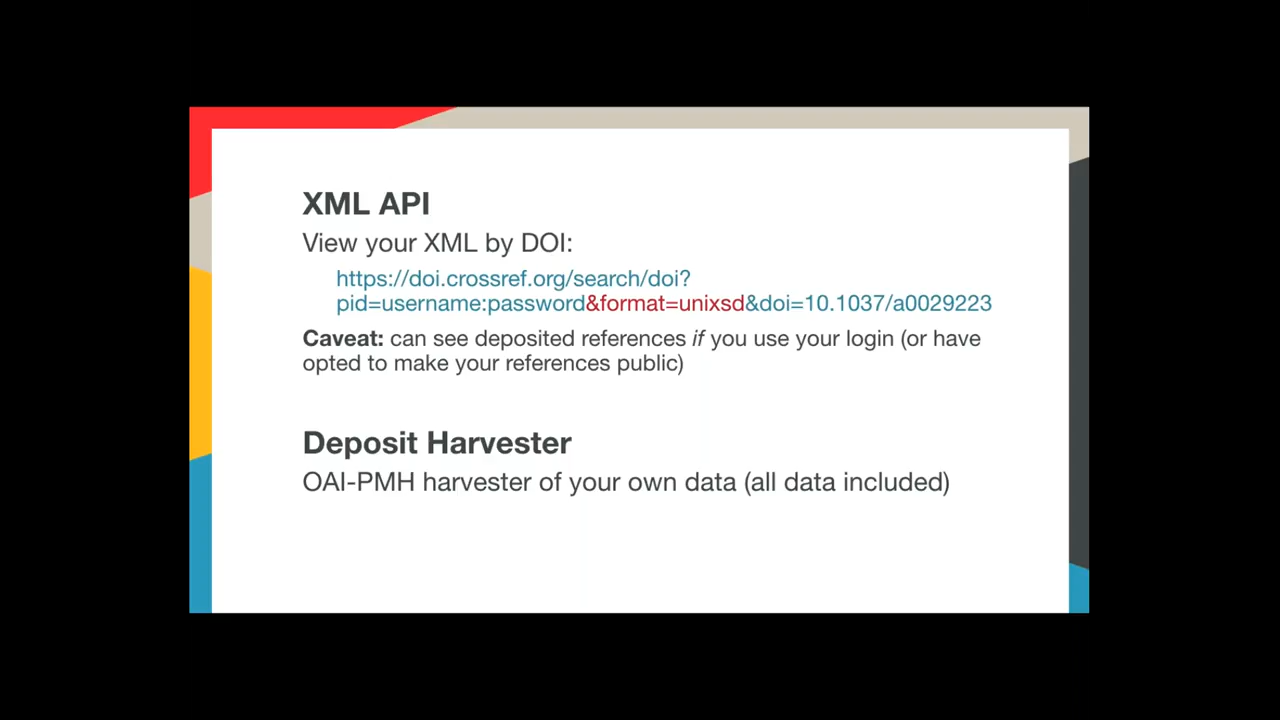 XML API
View your XML by DOI:
https://doi.crossref.org/search/doi?
pid=username:password&format=unixsd&doi=10.1037/a0029223
Caveat: can see deposited references if you use your login (or have
opted to make your references public)
Deposit Harvester
OAI-PMH harvester of your own data (all data included)